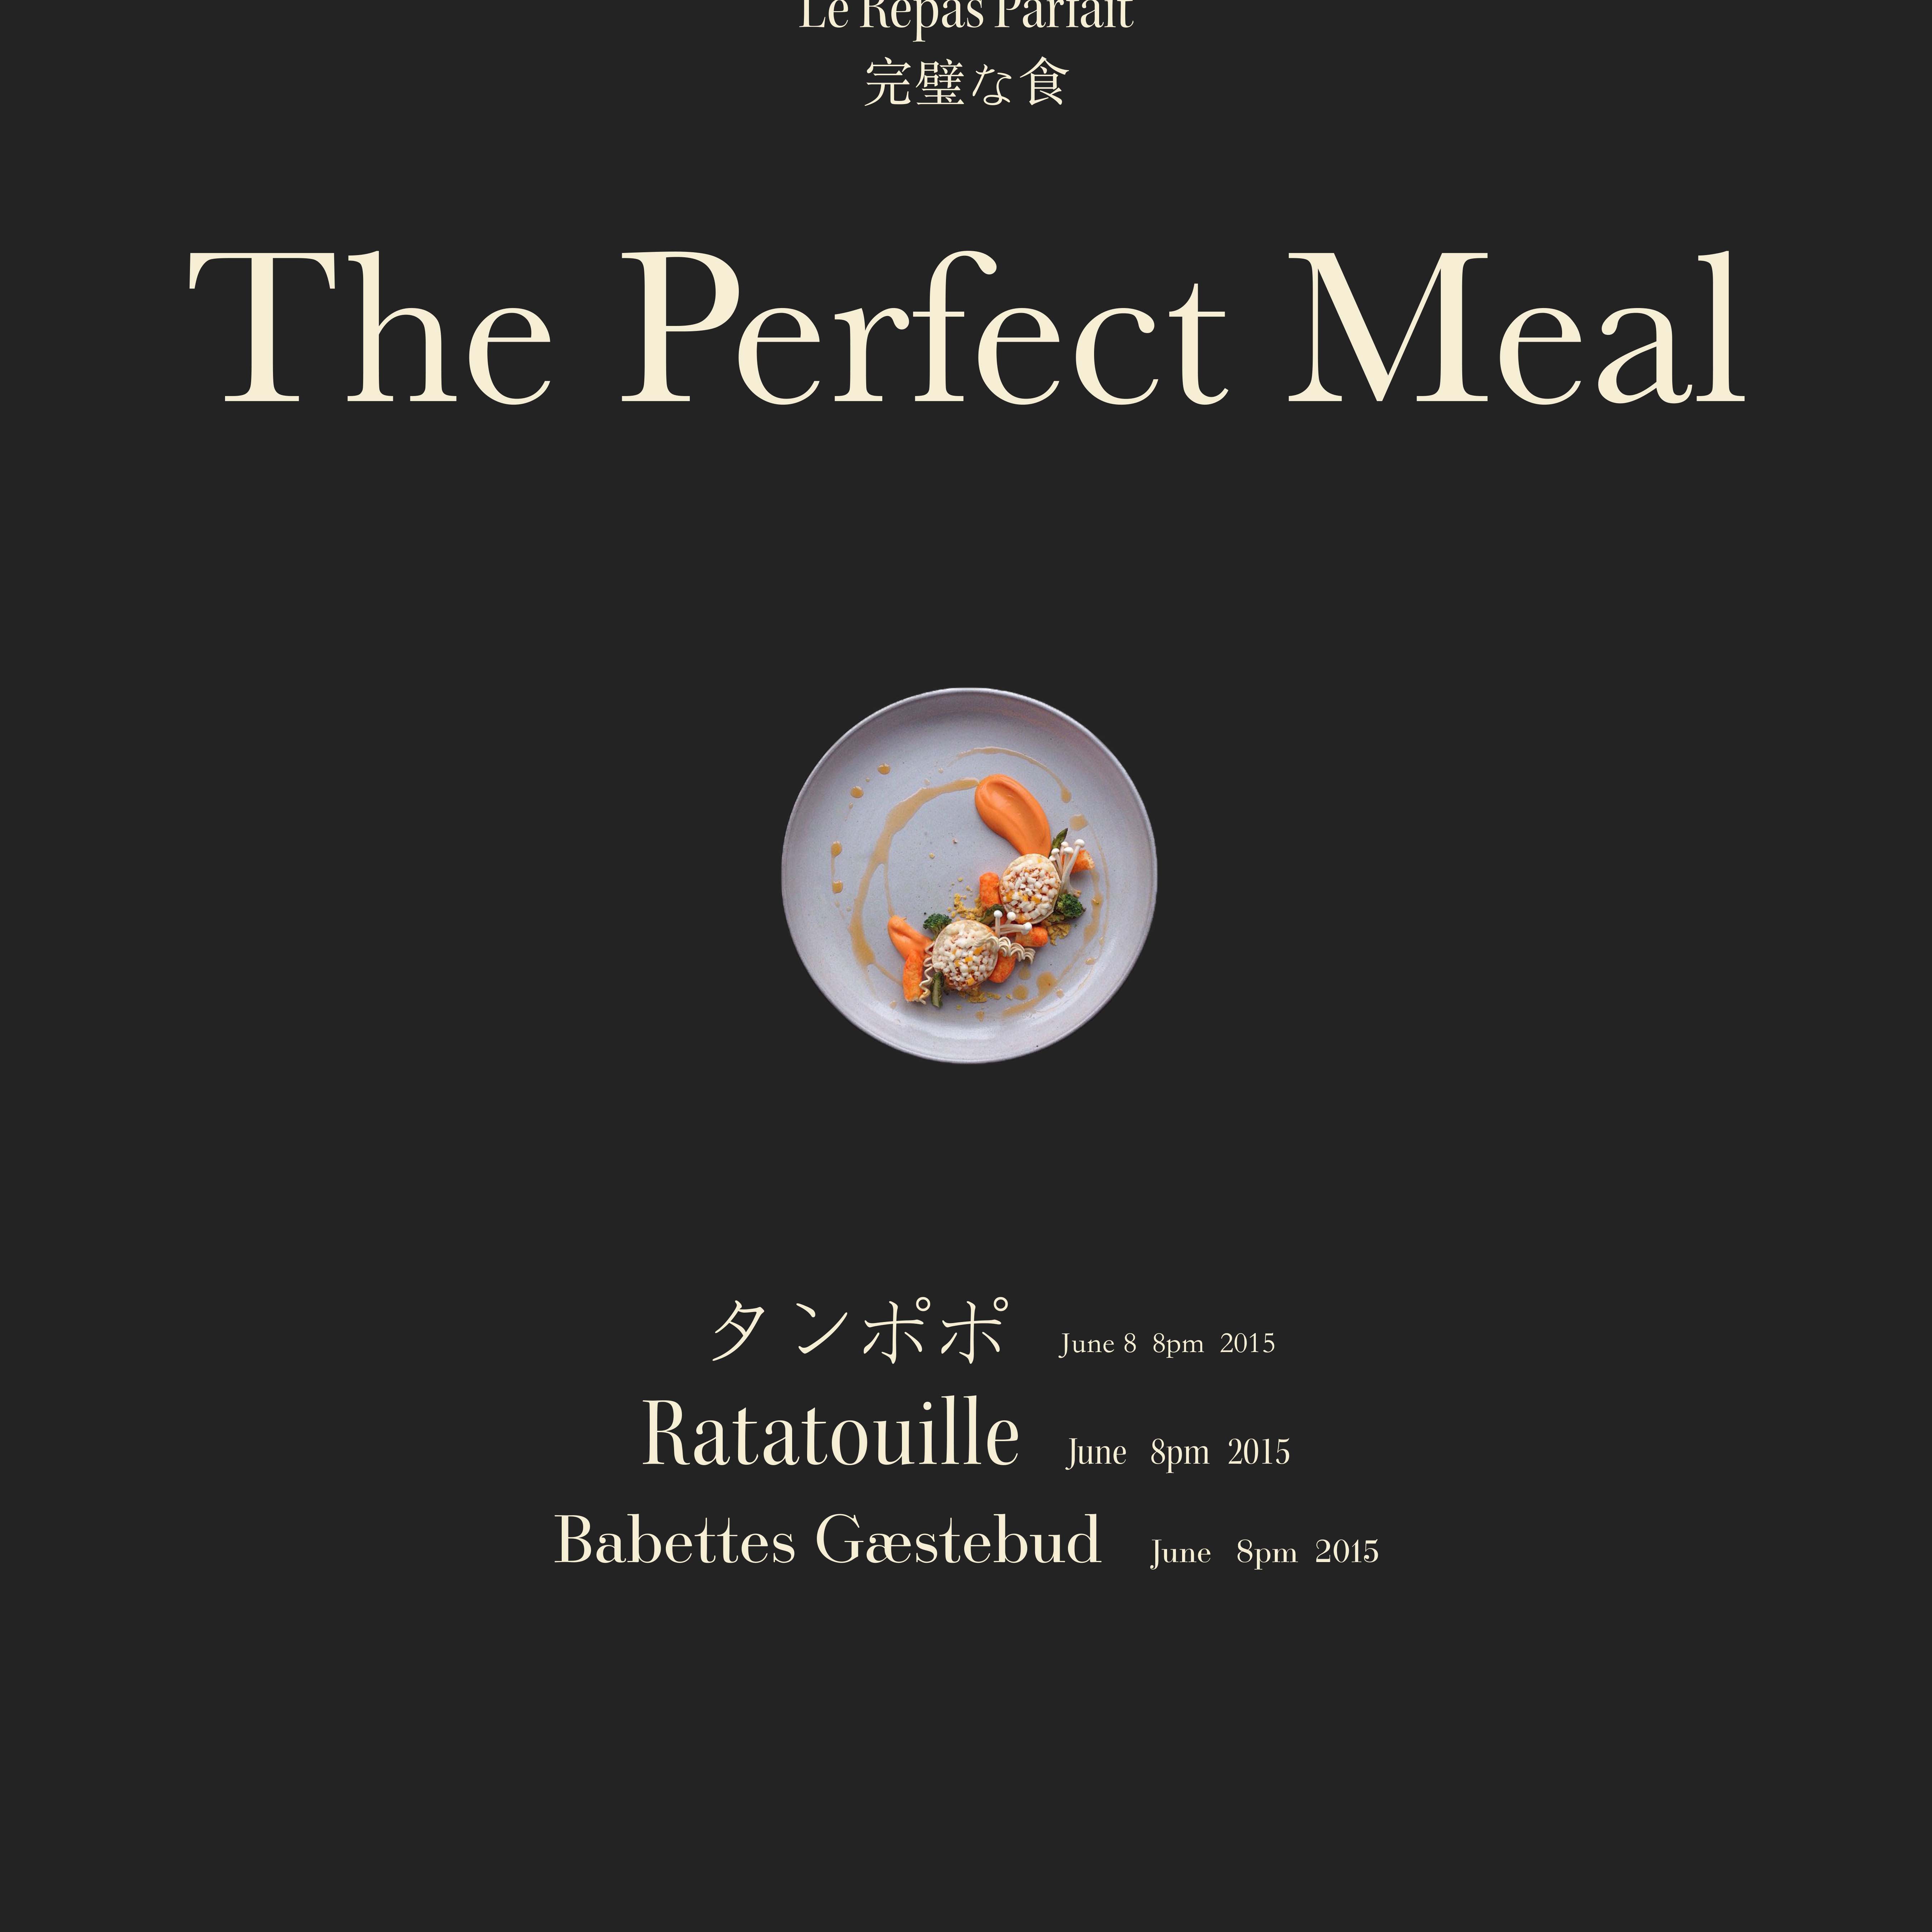 Le Repas Parfait
完璧な食
The Perfect Meal
タンポポ June 8 8pm 2015
Ratatouille June 8pm 2015
Babettes Gæstebud June 8pm 2015